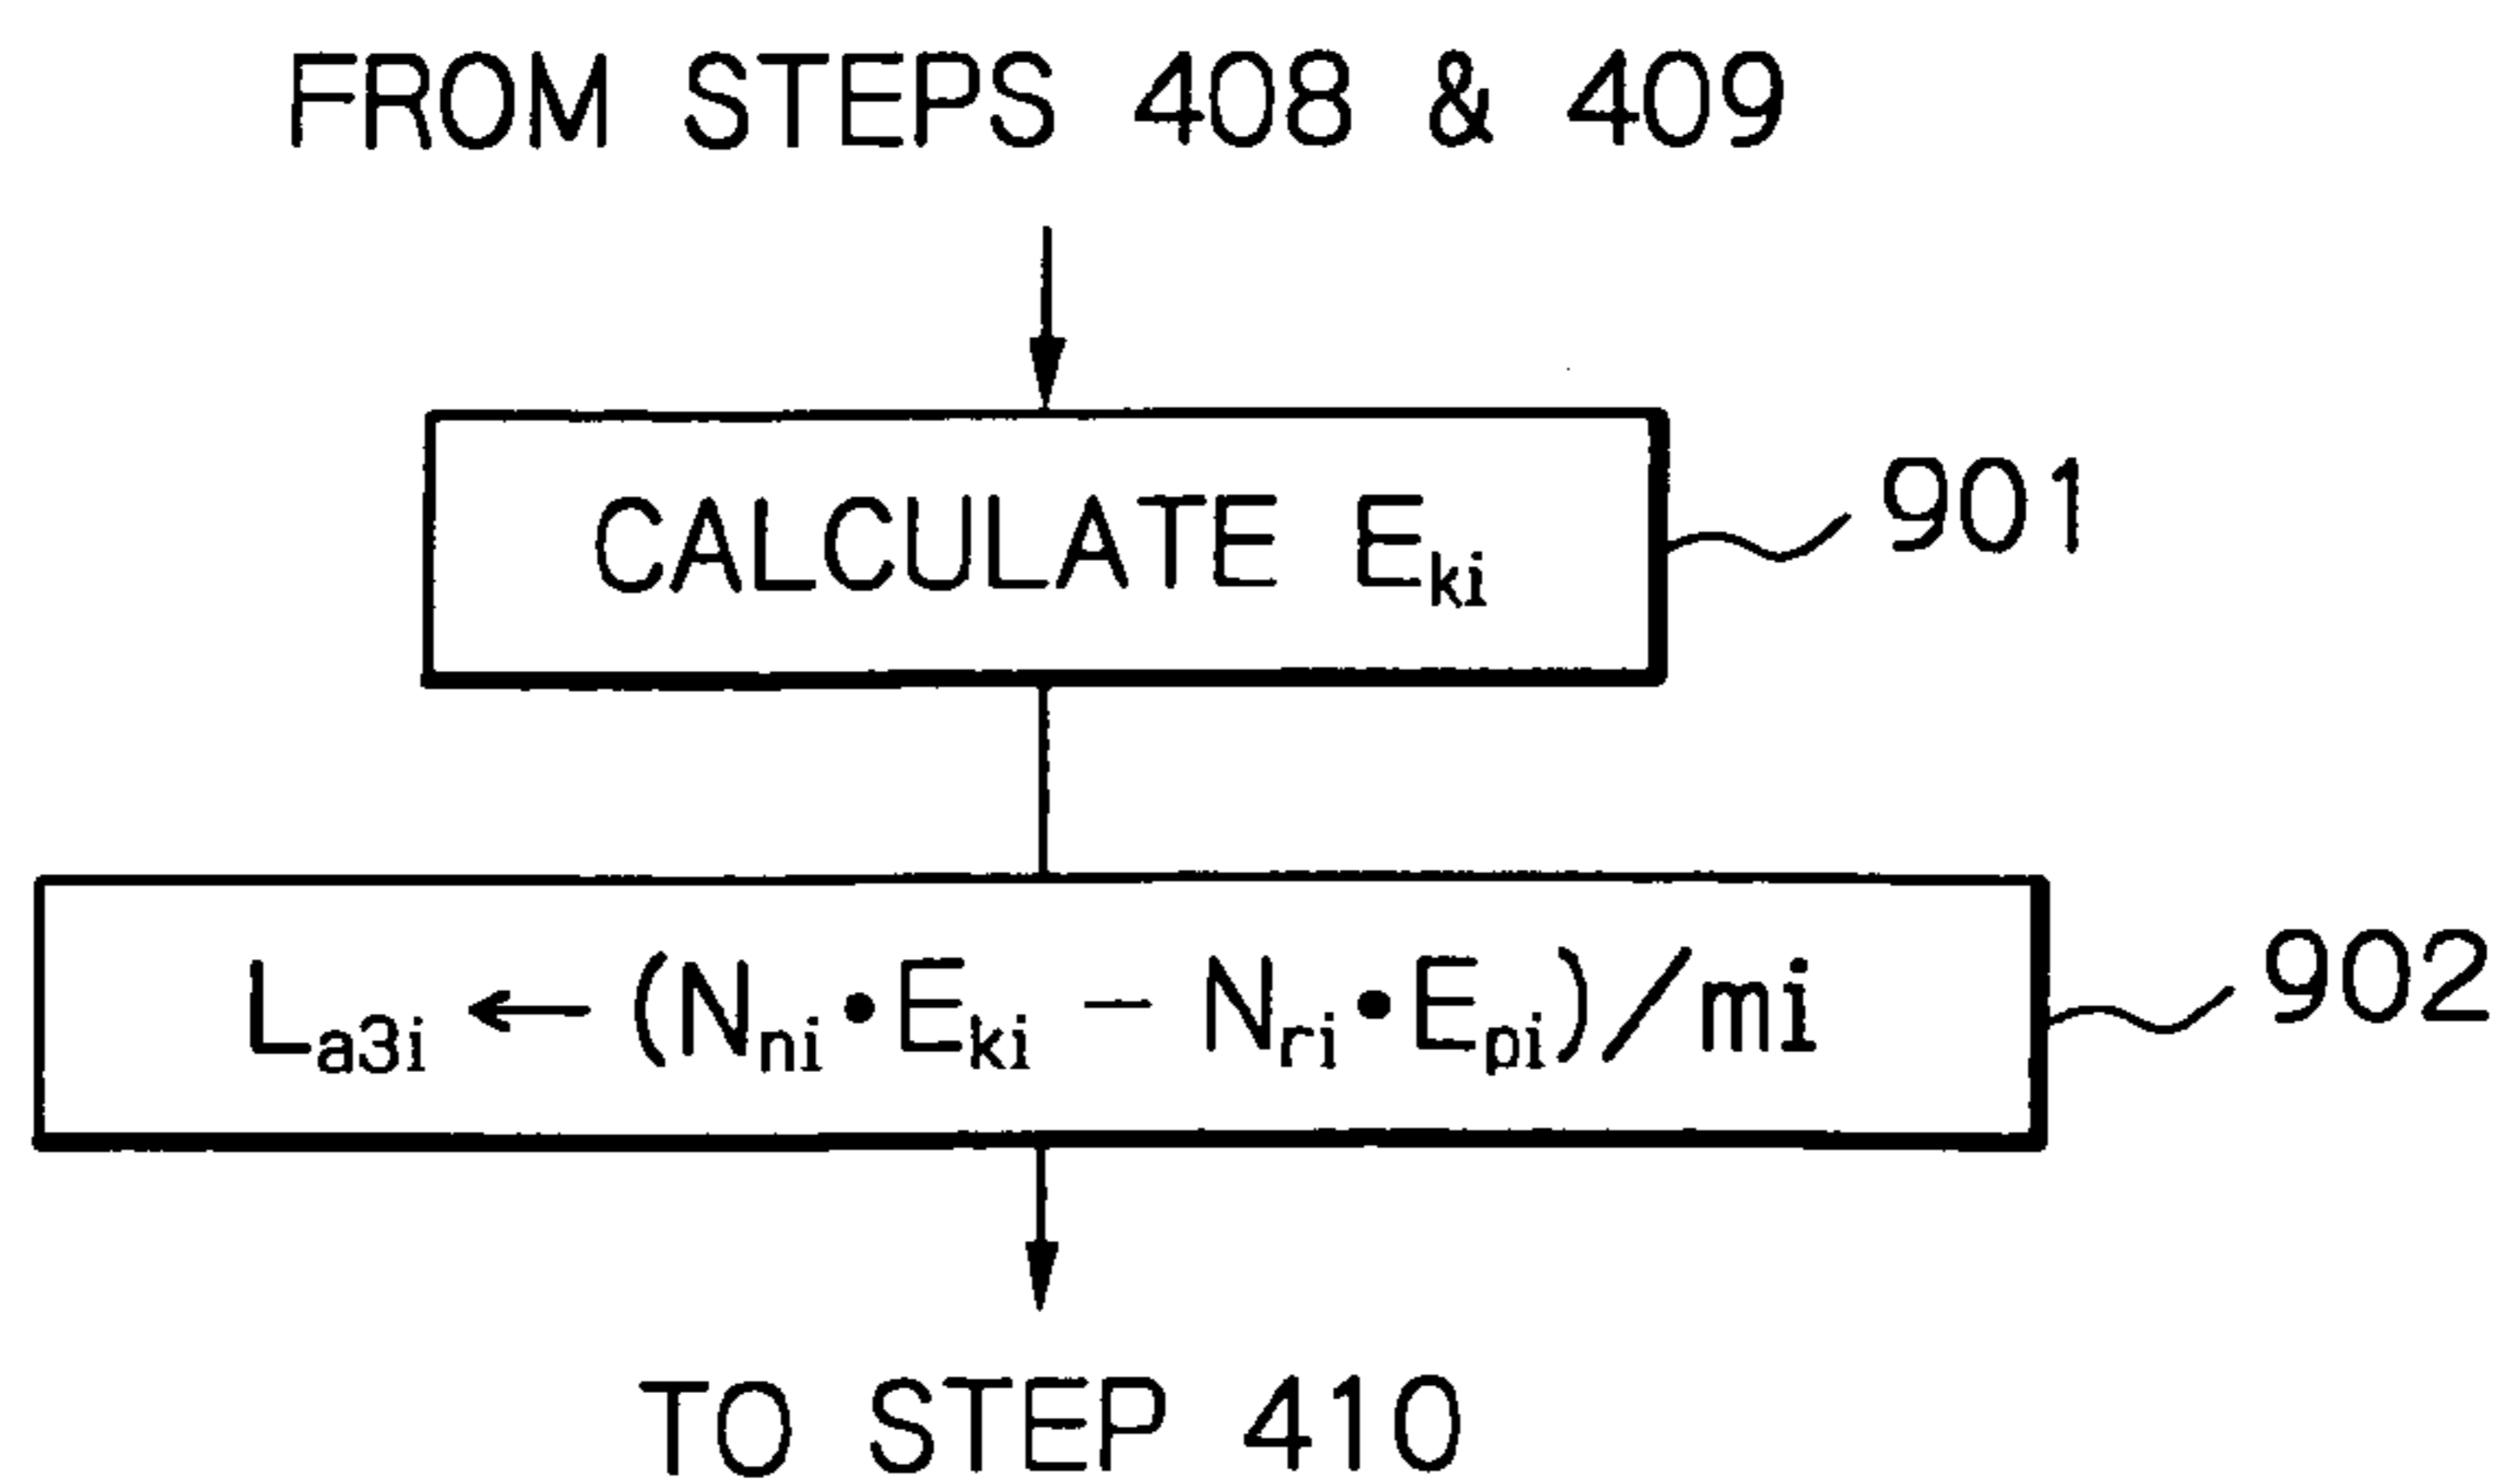 FROM STEPS 408 & 409
CALCULATE E_ki
901
L_a3i ← (N_ni•E_ki − N_ri•E_pi)/mi
902
TO STEP 410